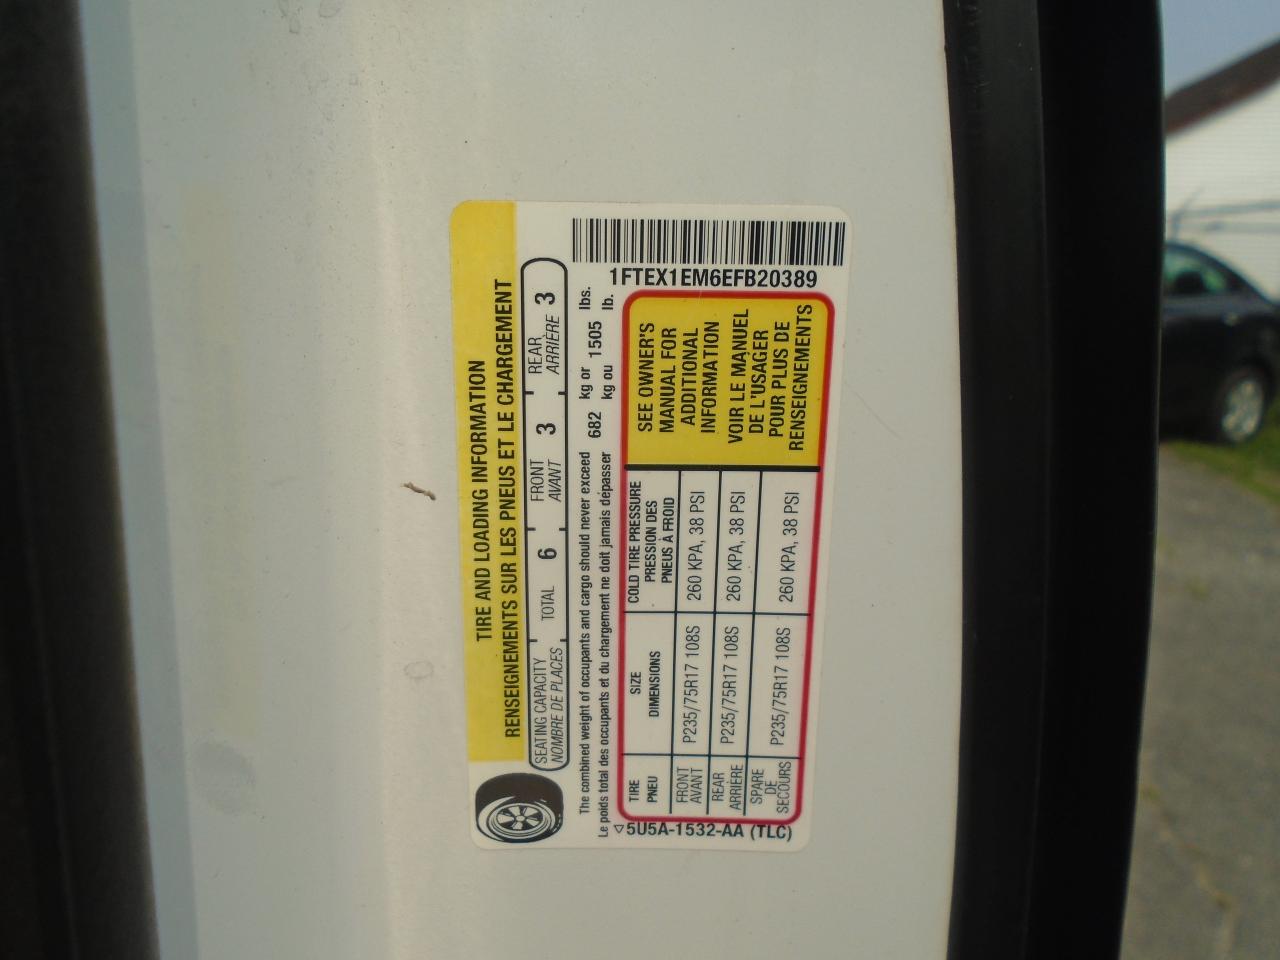 TIRE AND LOADING INFORMATION
RENSEIGNEMENTS SUR LES PNEUS ET LE CHARGEMENT
SEATING CAPACITY TOTAL 6 FRONT 3 REAR 3
NOMBRE DE PLACES AVANT ARRIÈRE
The combined weight of occupants and cargo should never exceed 682 kg or 1505 lbs.
Le poids total des occupants et du chargement ne doit jamais dépasser kg ou lb.
1FTEX1EM6EFB20389
TIRE SIZE COLD TIRE PRESSURE
PNEU DIMENSIONS PRESSION DES
PNEUS À FROID
FRONT P235/75R17 108S 260 KPA, 38 PSI
AVANT
REAR P235/75R17 108S 260 KPA, 38 PSI
ARRIÈRE
SPARE P235/75R17 108S 260 KPA, 38 PSI
DE
SECOURS
SEE OWNER'S
MANUAL FOR
ADDITIONAL
INFORMATION
VOIR LE MANUEL
DE L'USAGER
POUR PLUS DE
RENSEIGNEMENTS
5U5A-1532-AA (TLC)